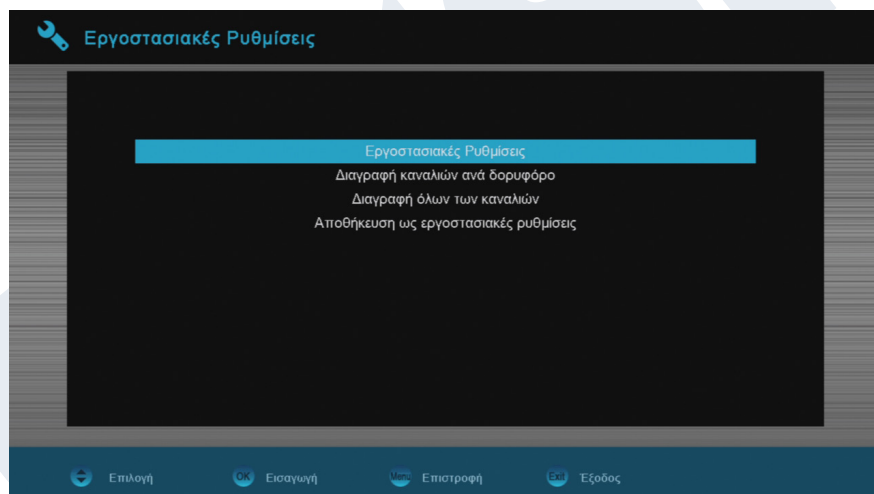 Εργοστασιακές Ρυθμίσεις
Εργοστασιακές Ρυθμίσεις
Διαγραφή καναλιών ανά δορυφόρο
Διαγραφή όλων των καναλιών
Αποθήκευση ως εργοστασιακές ρυθμίσεις
Επιλογή OK Εισαγωγή Menu Επιστροφή Exit Έξοδος